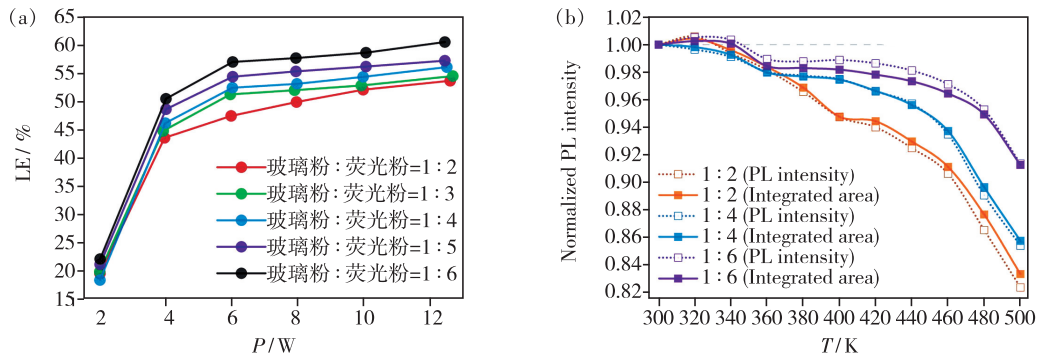 (a)
65
60
55
50
45
40
35
30
25
20
15
LE / %
玻璃粉:荧光粉=1:2
玻璃粉:荧光粉=1:3
玻璃粉:荧光粉=1:4
玻璃粉:荧光粉=1:5
玻璃粉:荧光粉=1:6
2 4 6 8 10 12
P / W
(b)
1.02
1.00
0.98
0.96
0.94
0.92
0.90
0.88
0.86
0.84
0.82
Normalized PL intensity
1:2 (PL intensity)
1:2 (Integrated area)
1:4 (PL intensity)
1:4 (Integrated area)
1:6 (PL intensity)
1:6 (Integrated area)
300 320 340 360 380 400 420 440 460 480 500
T / K